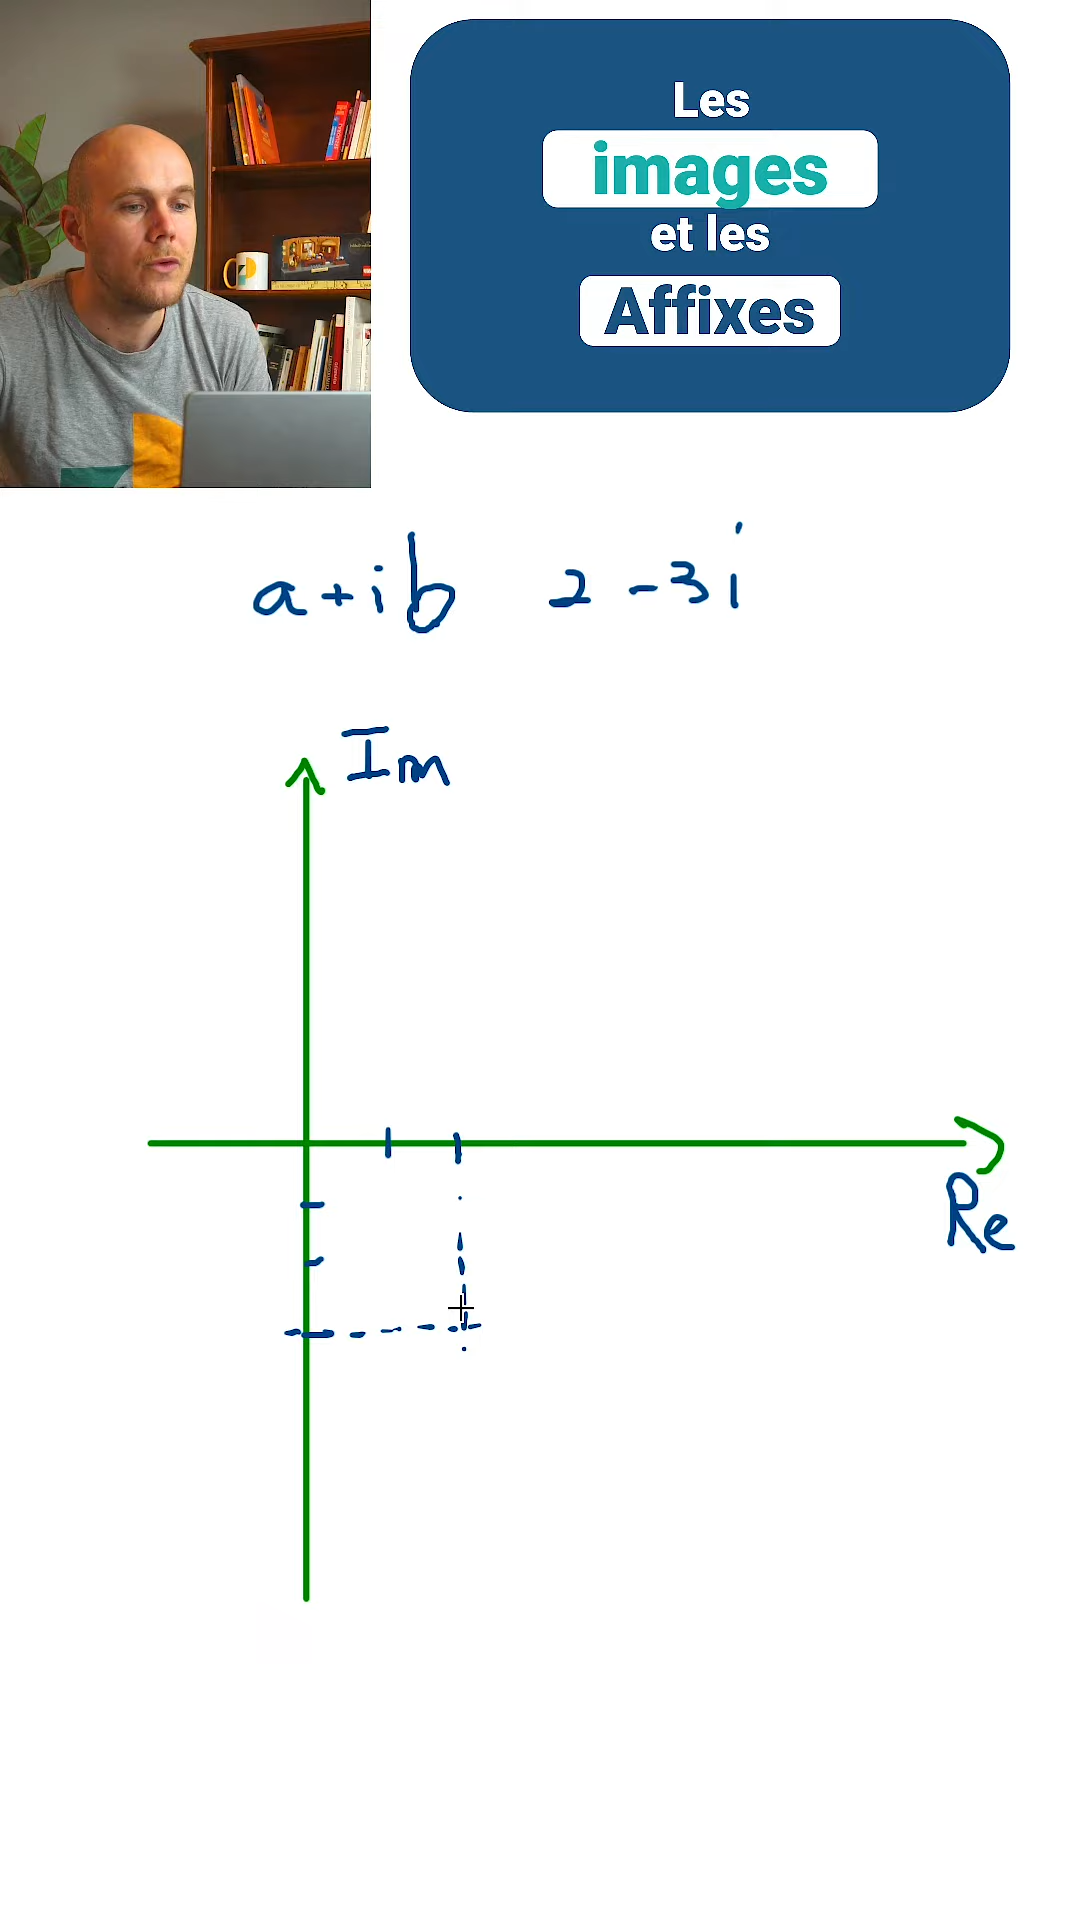 Les
images
et les
Affixes
a+ib 2-3i
Im
Re